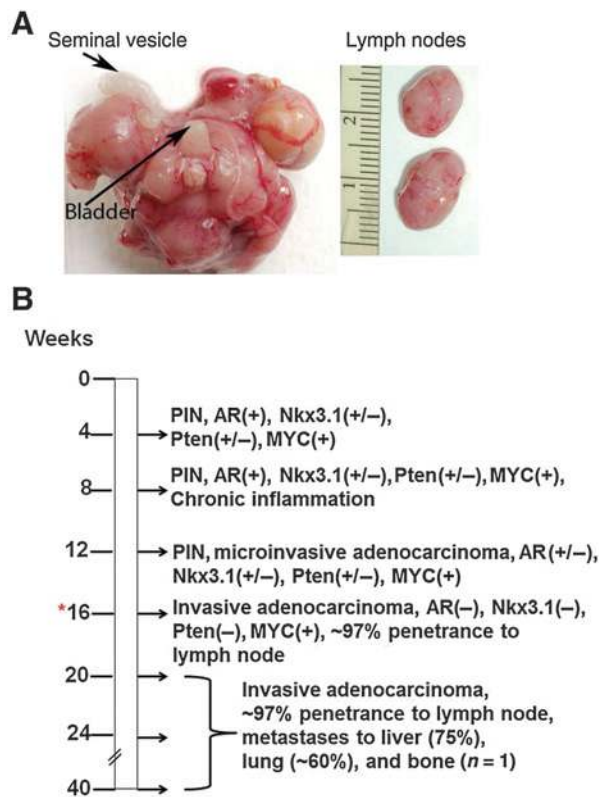 A
Seminal vesicle
Lymph nodes
Bladder
2
1
B
Weeks
0
4
PIN, AR(+), Nkx3.1(+/–),
Pten(+/–), MYC(+)
8
PIN, AR(+), Nkx3.1(+/–), Pten(+/–), MYC(+),
Chronic inflammation
12
PIN, microinvasive adenocarcinoma, AR(+/–),
Nkx3.1(+/–), Pten(+/–), MYC(+)
*16
Invasive adenocarcinoma, AR(–), Nkx3.1(–),
Pten(–), MYC(+), ~97% penetrance to
lymph node
20
24
40
Invasive adenocarcinoma,
~97% penetrance to lymph node,
metastases to liver (75%),
lung (~60%), and bone (n = 1)